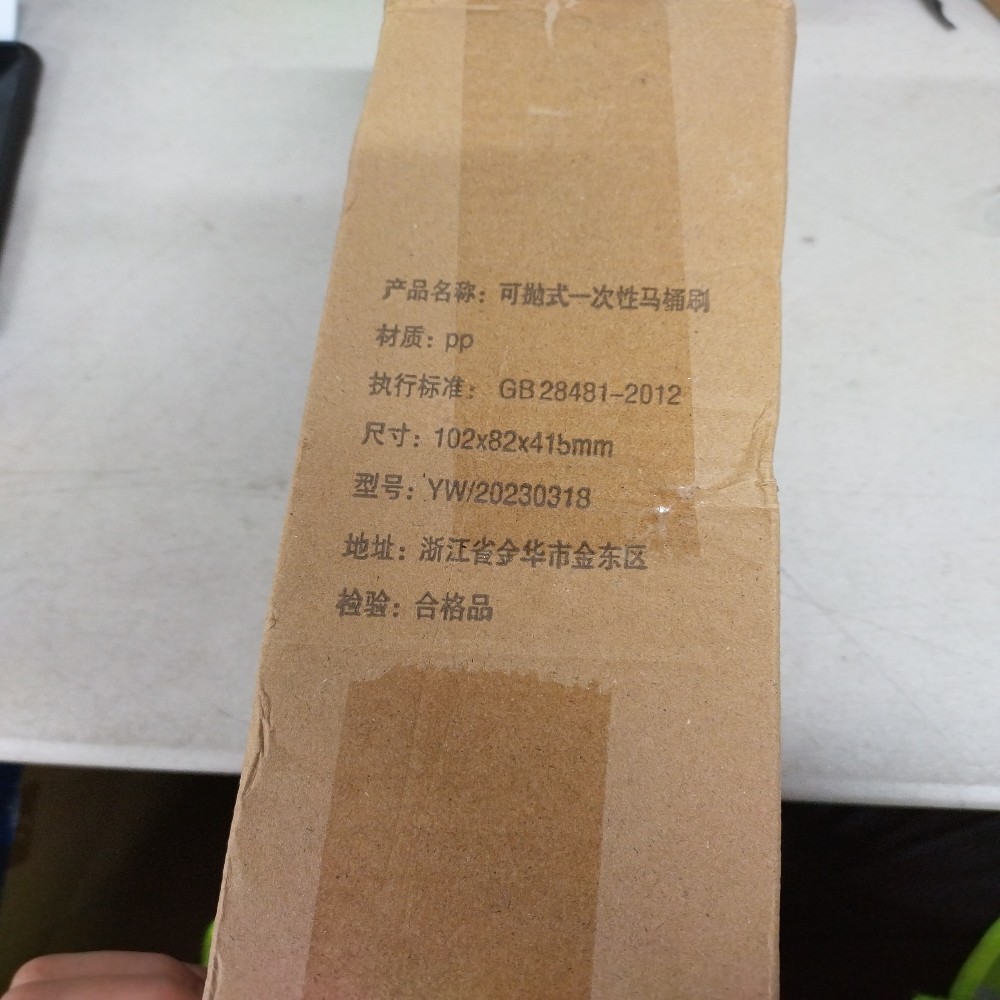 产品名称：可抛式一次性马桶刷
材质：pp
执行标准： GB28481-2012
尺寸：102x82x415mm
型号：YW/20230318
地址：浙江省金华市金东区
检验：合格品